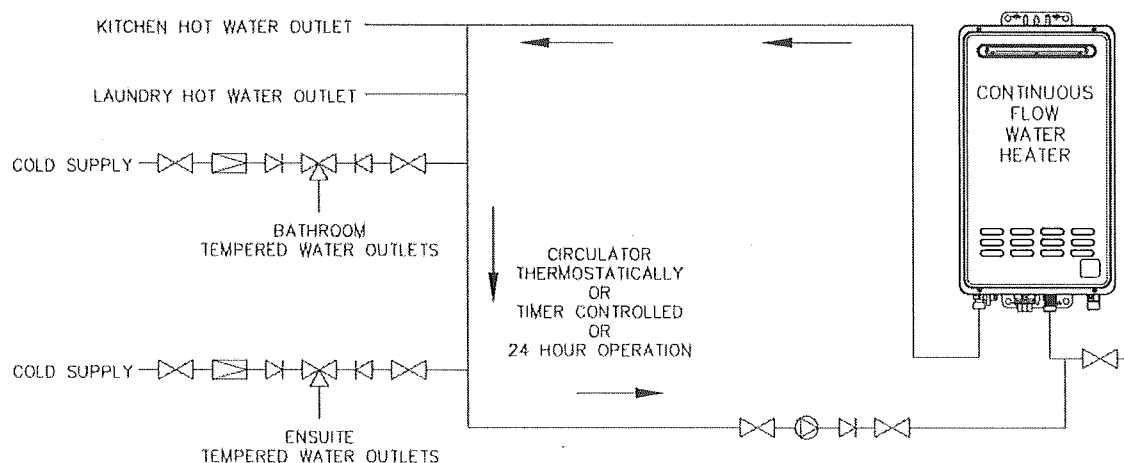 KITCHEN HOT WATER OUTLET
LAUNDRY HOT WATER OUTLET
COLD SUPPLY
BATHROOM
TEMPERED WATER OUTLETS
CIRCULATOR
THERMOSTATICALLY
OR
TIMER CONTROLLED
OR
24 HOUR OPERATION
CONTINUOUS
FLOW
WATER
HEATER
COLD SUPPLY
ENSUITE
TEMPERED WATER OUTLETS